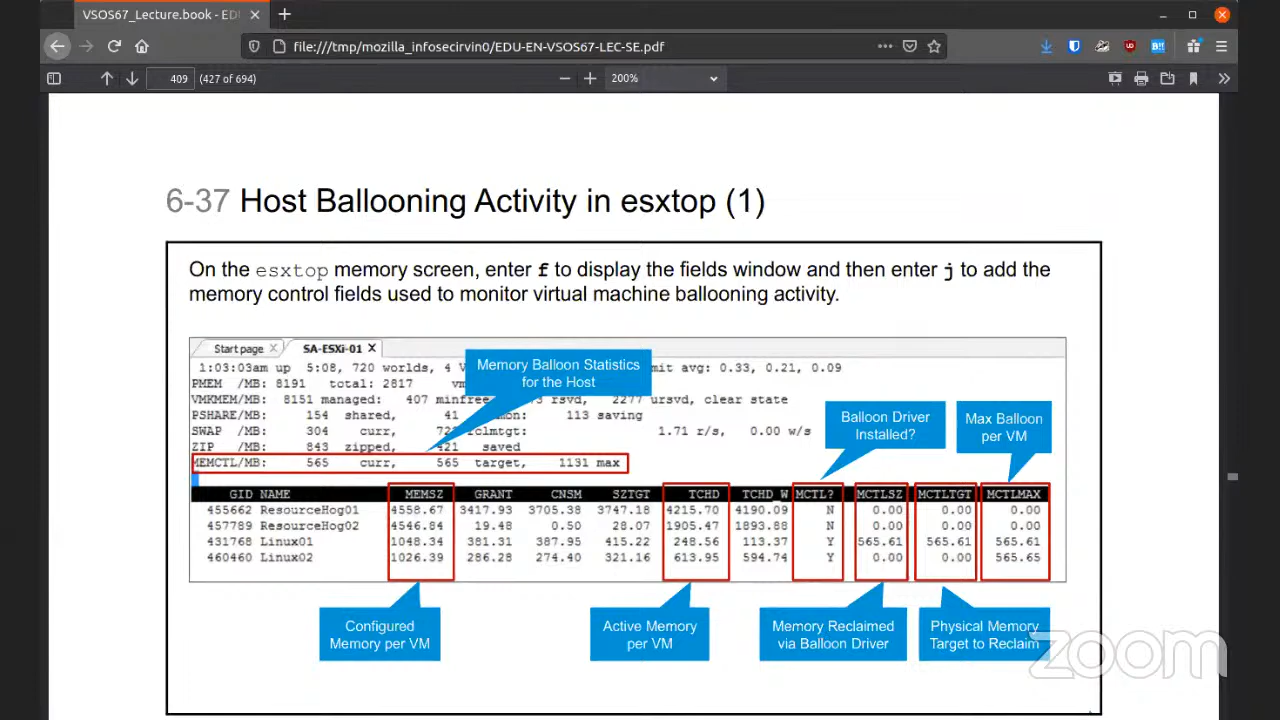 VSOS67_Lecture.book - EDU
file:///tmp/mozilla_infosecirvin0/EDU-EN-VSOS67-LEC-SE.pdf
409 (427 of 694)
200%
6-37 Host Ballooning Activity in esxtop (1)
On the esxtop memory screen, enter f to display the fields window and then enter j to add the
memory control fields used to monitor virtual machine ballooning activity.
Start page SA-ESXi-01
Memory Balloon Statistics
for the Host
1:03:03am up 5:08, 720 worlds, 4 V mit avg: 0.33, 0.21, 0.09
PMEM /MB: 8191 total: 2817 vm
VMKMEM/MB: 8151 managed: 407 minfree, rsvd, 2277 ursvd, clear state
PSHARE/MB: 154 shared, 41 mon: 113 saving
SWAP /MB: 304 curr, rclmtgt: 1.71 r/s, 0.00 w/s
ZIP /MB: 843 zipped, 421 saved
MEMCTL/MB: 565 curr, 565 target, 1131 max
Balloon Driver
Installed?
Max Balloon
per VM
GID NAME MEMSZ GRANT CNSM SZTGT TCHD TCHD_W MCTL? MCTLSZ MCTLTGT MCTLMAX
455662 ResourceHog01 4558.67 3417.93 3705.38 3747.18 4215.70 4190.09 N 0.00 0.00 0.00
457789 ResourceHog02 4546.84 19.48 0.50 28.07 1905.47 1893.88 N 0.00 0.00 0.00
431768 Linux01 1048.34 381.31 387.95 415.22 248.56 113.37 Y 565.61 565.61 565.61
460460 Linux02 1026.39 286.28 274.40 321.16 613.95 594.74 Y 0.00 0.00 565.65
Configured
Memory per VM
Active Memory
per VM
Memory Reclaimed
via Balloon Driver
Physical Memory
Target to Reclaim
zoom